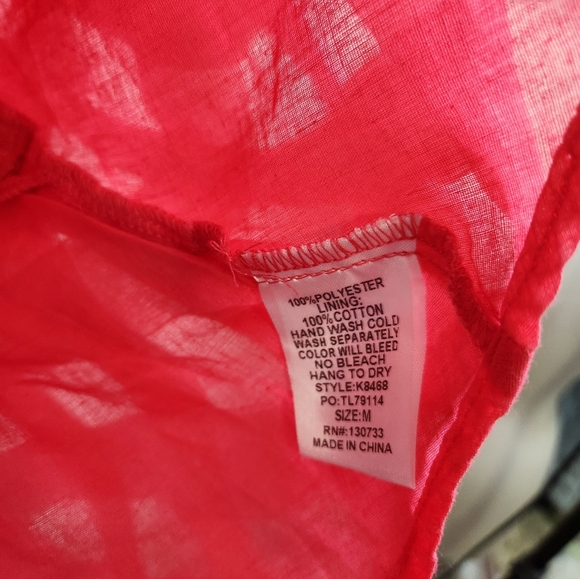 100%POLYESTER
LINING:
100%COTTON
HAND WASH COLD
WASH SEPARATELY
COLOR WILL BLEED
NO BLEACH
HANG TO DRY
STYLE:K8468
PO:TL79114
SIZE:M
RN#:130733
MADE IN CHINA